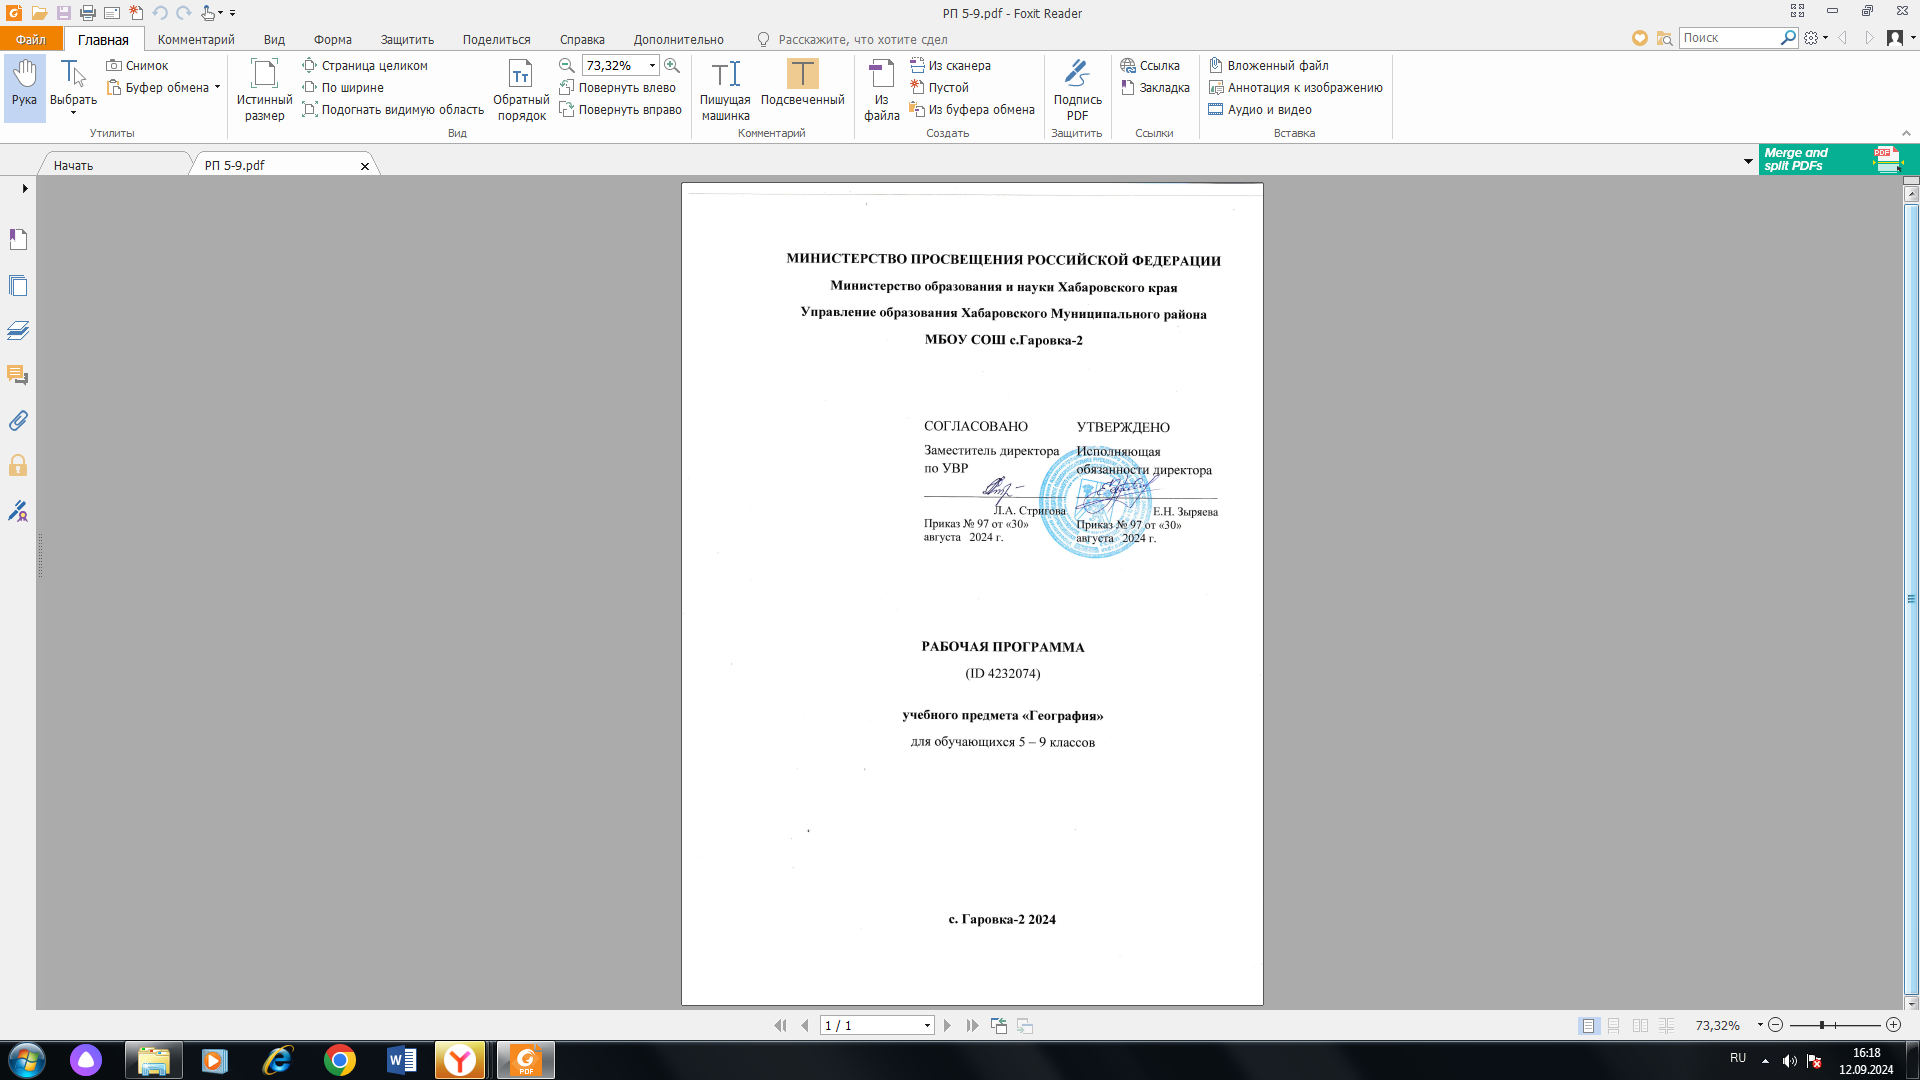 РП 5-9.pdf - Foxit Reader
Файл Главная Комментарий Вид Форма Защитить Поделиться Справка Дополнительно Расскажите, что хотите сдел Поиск
Рука
Выбрать
Снимок
Буфер обмена
Утилиты
Истинный размер
Страница целиком
По ширине
Подогнать видимую область
Обратный порядок
73,32%
Повернуть влево
Повернуть вправо
Вид
Пишущая машинка
Подсвеченный
Комментарий
Из файла
Из сканера
Пустой
Из буфера обмена
Создать
Подпись PDF
Защитить
Ссылка
Закладка
Ссылки
Вложенный файл
Аннотация к изображению
Аудио и видео
Вставка
Начать РП 5-9.pdf
Merge and
split PDFs
PDF
МИНИСТЕРСТВО ПРОСВЕЩЕНИЯ РОССИЙСКОЙ ФЕДЕРАЦИИ
Министерство образования и науки Хабаровского края
Управление образования Хабаровского Муниципального района
МБОУ СОШ с.Гаровка-2
СОГЛАСОВАНО
Заместитель директора
по УВР
Л.А. Стригова
Приказ № 97 от «30»
августа 2024 г.
УТВЕРЖДЕНО
Исполняющая
обязанности директора
Е.Н. Зыряева
Приказ № 97 от «30»
августа 2024 г.
РАБОЧАЯ ПРОГРАММА
(ID 4232074)
учебного предмета «География»
для обучающихся 5 – 9 классов
с. Гаровка-2 2024
1 / 1
73,32%
RU
16:18
12.09.2024